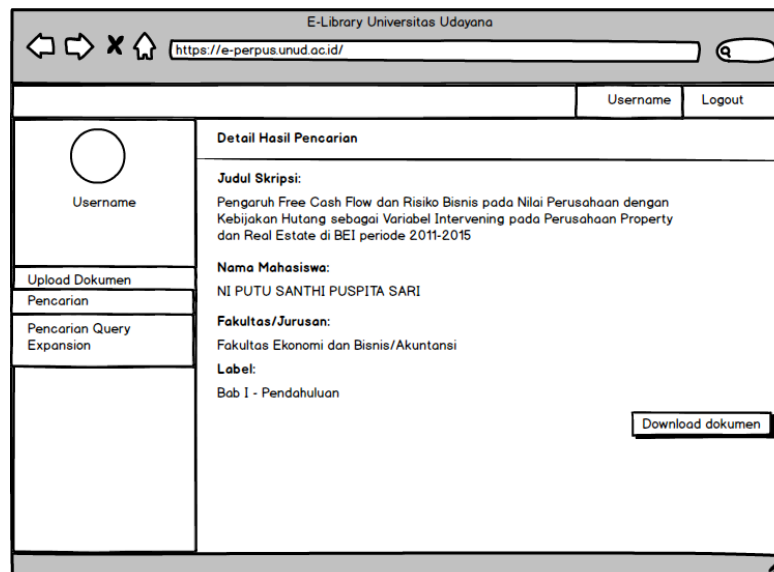 E-Library Universitas Udayana
https://e-perpus.unud.ac.id/
Username
Logout
Username
Upload Dokumen
Pencarian
Pencarian Query
Expansion
Detail Hasil Pencarian
Judul Skripsi:
Pengaruh Free Cash Flow dan Risiko Bisnis pada Nilai Perusahaan dengan
Kebijakan Hutang sebagai Variabel Intervening pada Perusahaan Property
dan Real Estate di BEI periode 2011-2015
Nama Mahasiswa:
NI PUTU SANTHI PUSPITA SARI
Fakultas/Jurusan:
Fakultas Ekonomi dan Bisnis/Akuntansi
Label:
Bab I - Pendahuluan
Download dokumen